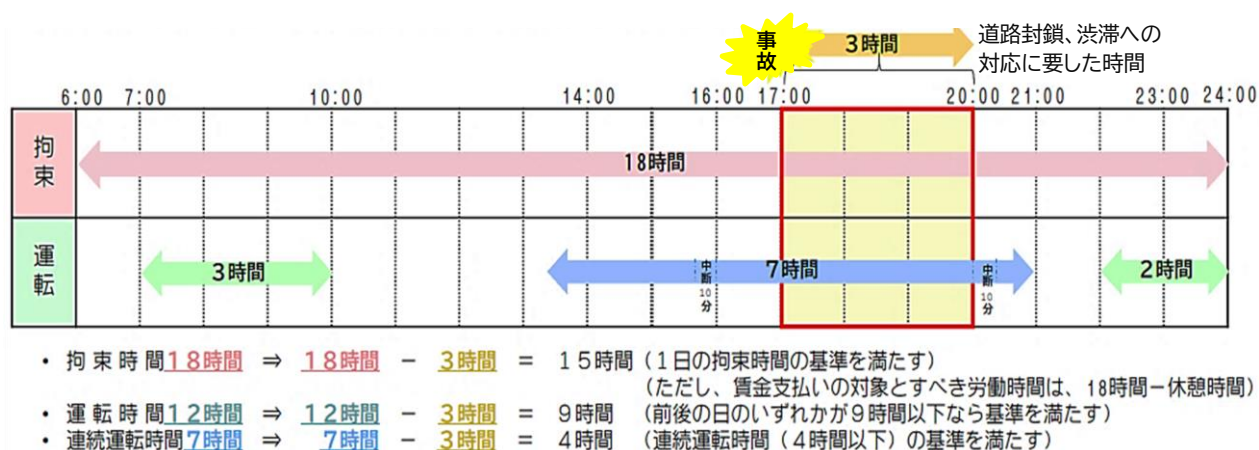 事故
3時間
道路封鎖、渋滞への
対応に要した時間
6:00 7:00 10:00 14:00 16:00 17:00 20:00 21:00 23:00 24:00
拘束
18時間
運転
3時間
中断10分
7時間
中断10分
2時間
・ 拘束時間18時間 ⇒ 18時間 － 3時間 ＝ 15時間（1日の拘束時間の基準を満たす）
（ただし、賃金支払いの対象とすべき労働時間は、18時間－休憩時間）
・ 運転時間12時間 ⇒ 12時間 － 3時間 ＝ 9時間 （前後の日のいずれかが９時間以下なら基準を満たす）
・ 連続運転時間7時間 ⇒ 7時間 － 3時間 ＝ 4時間 （連続運転時間（４時間以下）の基準を満たす）